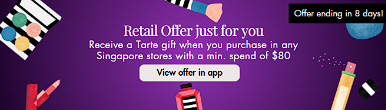 Offer ending in 8 days!
Retail Offer just for you
Receive a Tarte gift when you purchase in any
Singapore stores with a min. spend of $80
View offer in app